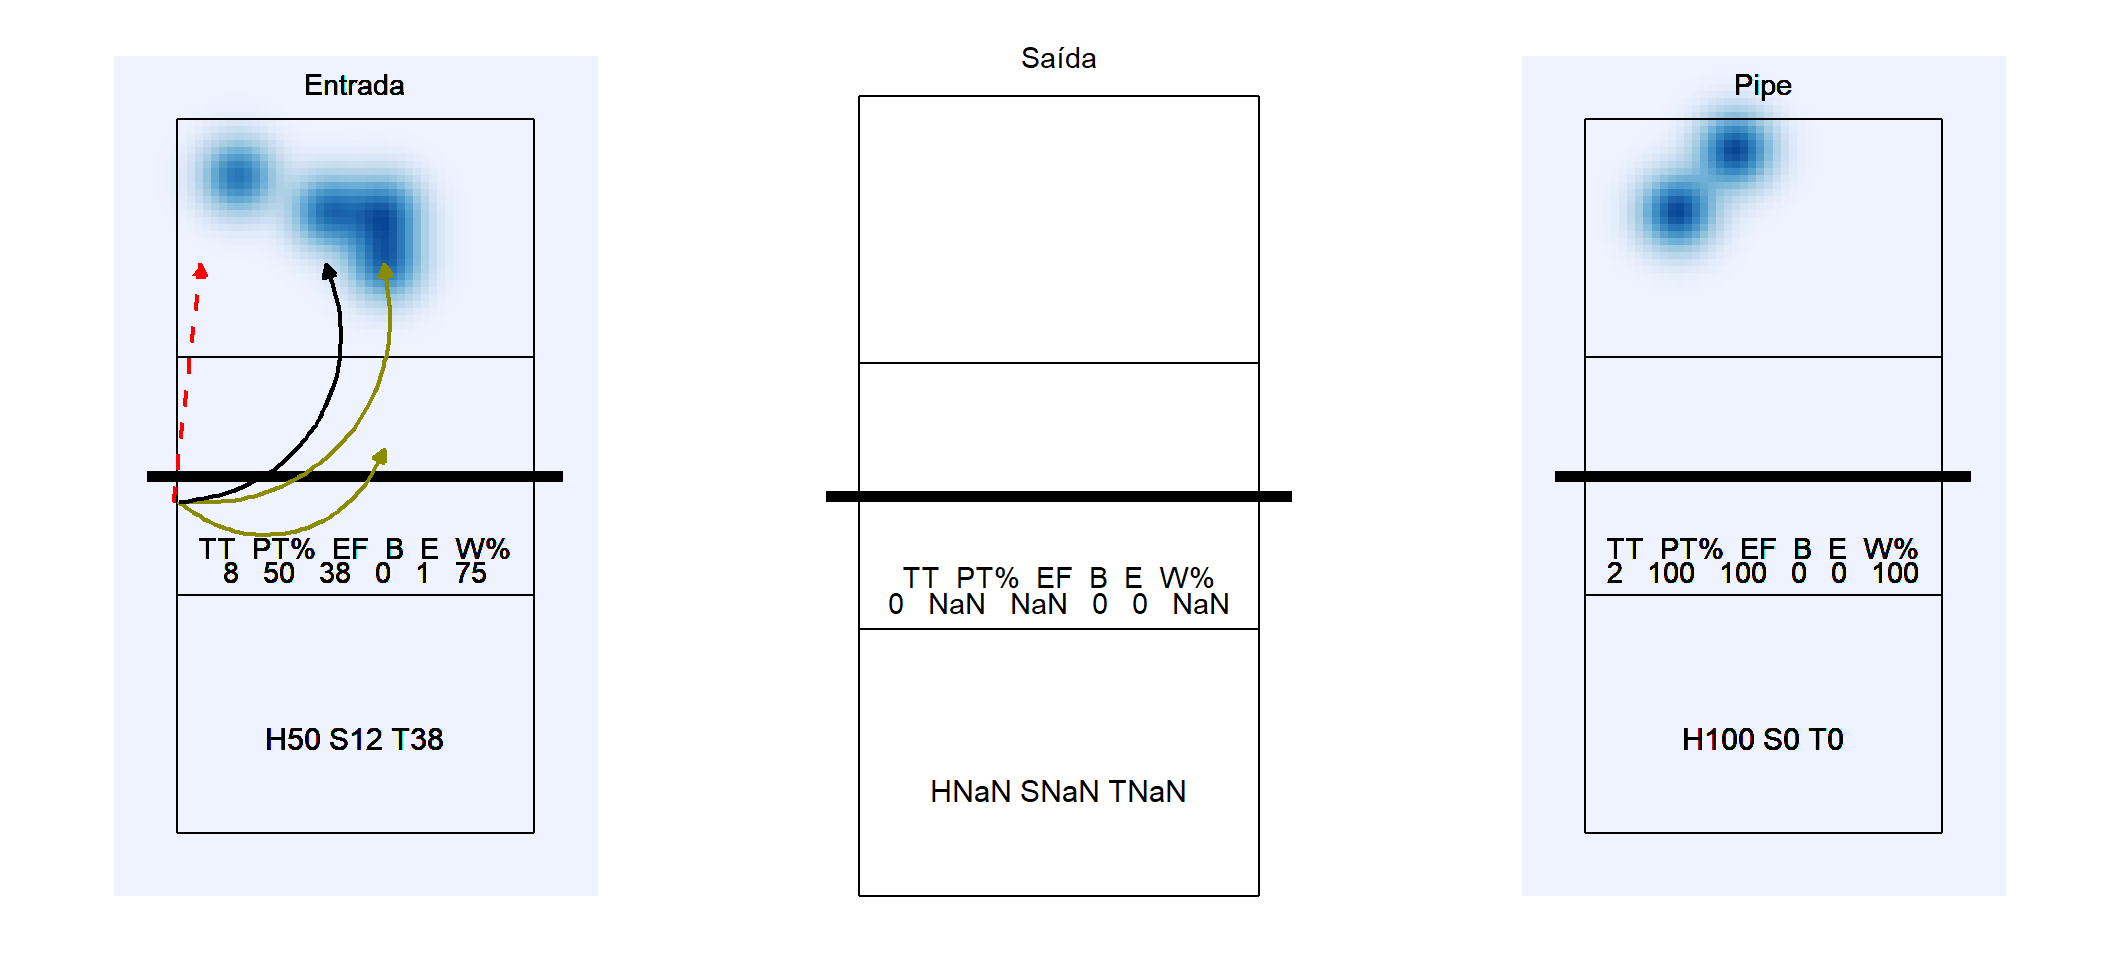 Entrada
TT PT% EF B E W%
8 50 38 0 1 75
H50 S12 T38
Saída
TT PT% EF B E W%
0 NaN NaN 0 0 NaN
HNaN SNaN TNaN
Pipe
TT PT% EF B E W%
2 100 100 0 0 100
H100 S0 T0